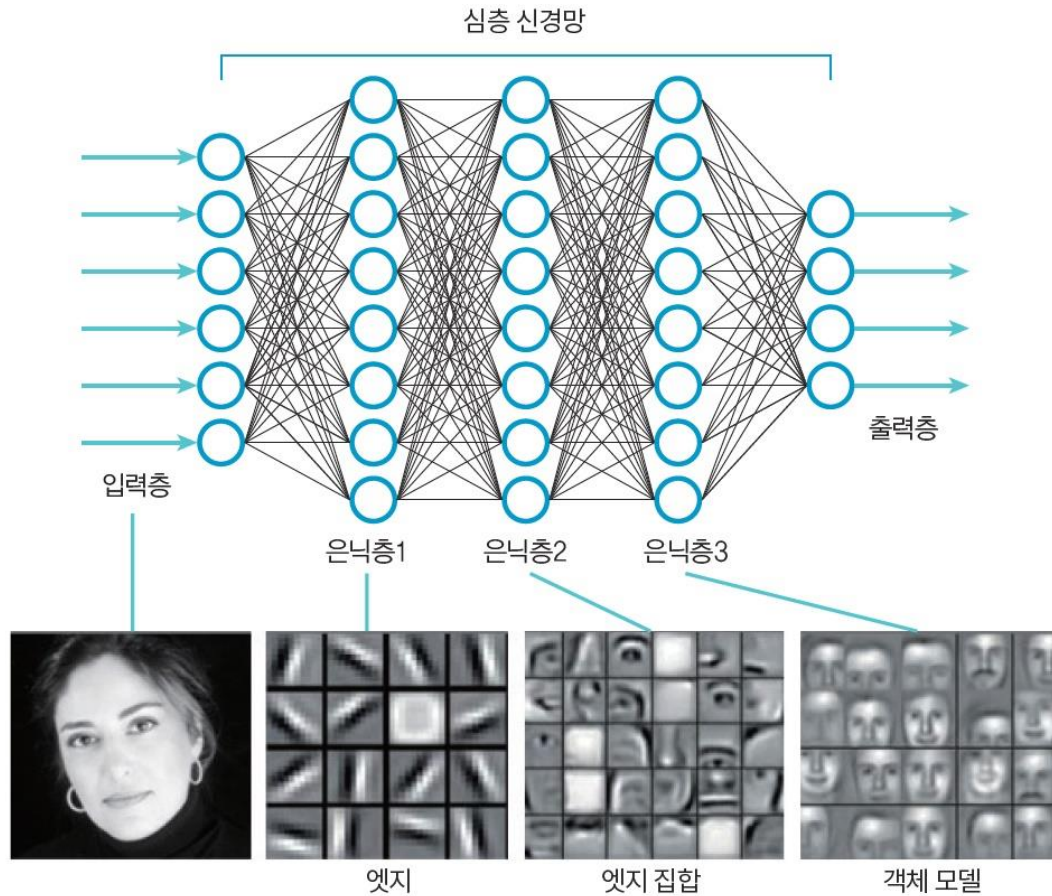 심층 신경망
출력층
입력층
은닉층1
은닉층2
은닉층3
엣지
엣지 집합
객체 모델